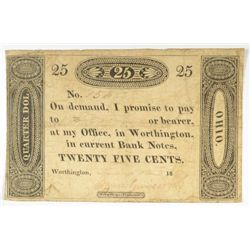 25 25 25
No.
On demand, I promise to pay
to or bearer,
at my Office, in Worthington,
in current Bank Notes,
TWENTY FIVE CENTS.
Worthington, 18
QUARTER DOL.
OHIO.